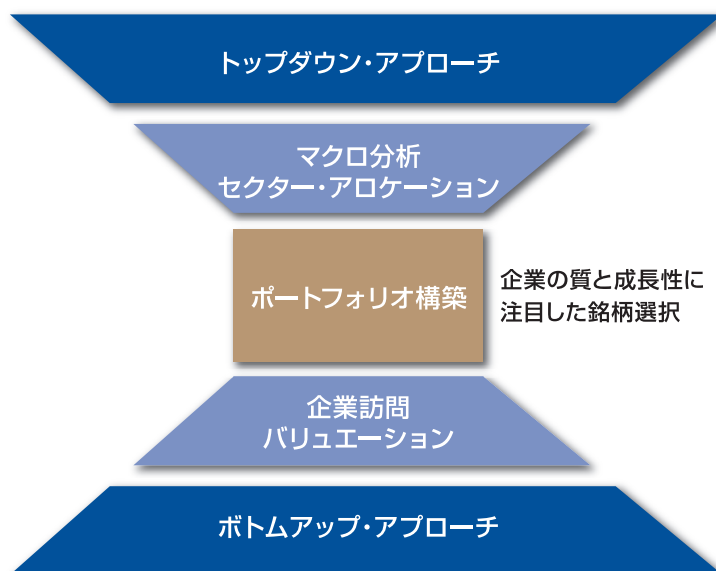 トップダウン・アプローチ
マクロ分析
セクター・アロケーション
ポートフォリオ構築
企業の質と成長性に
注目した銘柄選択
企業訪問
バリュエーション
ボトムアップ・アプローチ